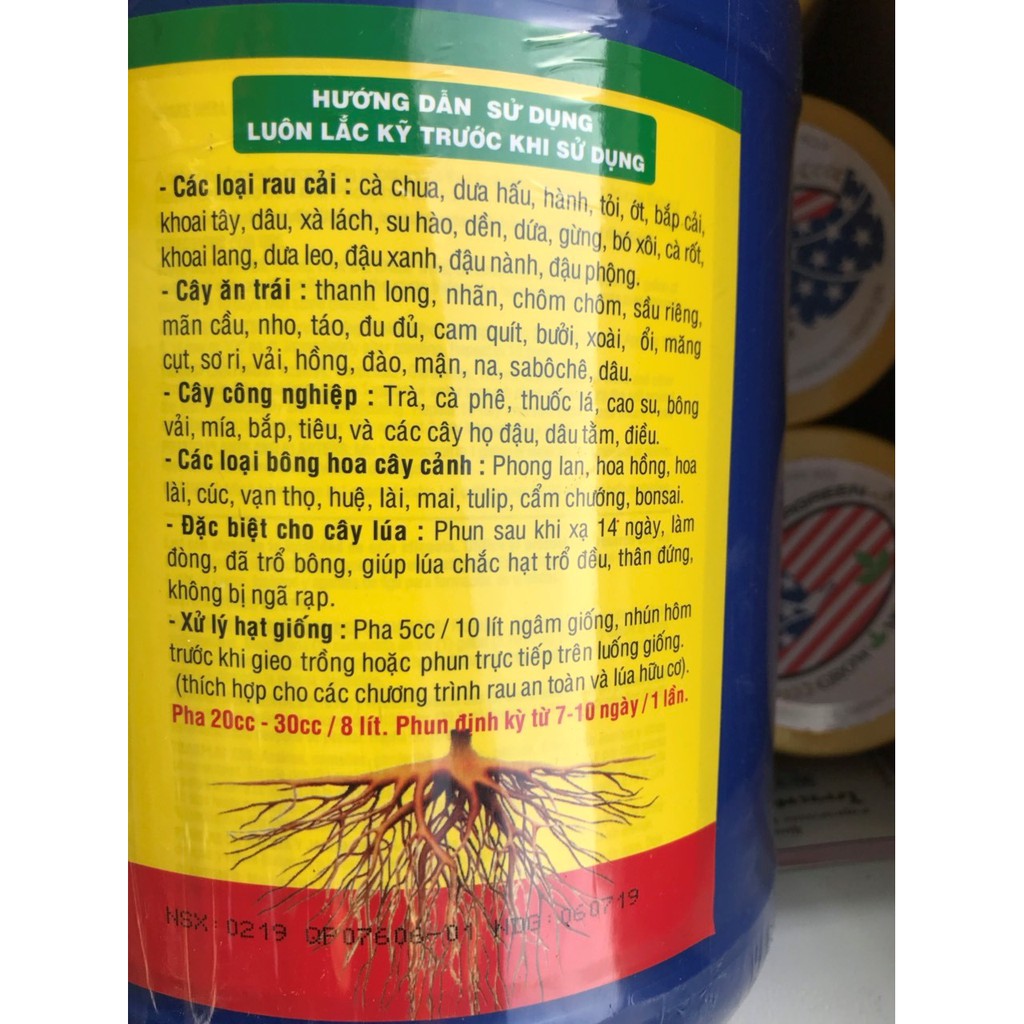 HƯỚNG DẪN SỬ DỤNG
LUÔN LẮC KỸ TRƯỚC KHI SỬ DỤNG
- Các loại rau cải : cà chua, dưa hấu, hành, tỏi, ớt, bắp cải,
khoai tây, dâu, xà lách, su hào, dền, dứa, gừng, bó xôi, cà rốt,
khoai lang, dưa leo, đậu xanh, đậu nành, đậu phộng.
- Cây ăn trái : thanh long, nhãn, chôm chôm, sầu riêng,
mãn cầu, nho, táo, đu đủ, cam quít, bưởi, xoài, ổi, măng
cụt, sơ ri, vải, hồng, đào, mận, na, sabôchê, dâu.
- Cây công nghiệp : Trà, cà phê, thuốc lá, cao su, bông
vải, mía, bắp, tiêu, và các cây họ đậu, dâu tằm, điều.
- Các loại bông hoa cây cảnh : Phong lan, hoa hồng, hoa
lài, cúc, vạn thọ, huệ, lài, mai, tulip, cẩm chướng, bonsai.
- Đặc biệt cho cây lúa : Phun sau khi xạ 14 ngày, làm
đòng, đã trổ bông, giúp lúa chắc hạt trổ đều, thân đứng,
không bị ngã rạp.
- Xử lý hạt giống : Pha 5cc / 10 lít ngâm giống, nhún hôm
trước khi gieo trồng hoặc phun trực tiếp trên luống giống.
(thích hợp cho các chương trình rau an toàn và lúa hữu cơ).
Pha 20cc - 30cc / 8 lít. Phun định kỳ từ 7-10 ngày / 1 lần.
NSX: 0219 QP07608-01 NDG: 060719
GREEN